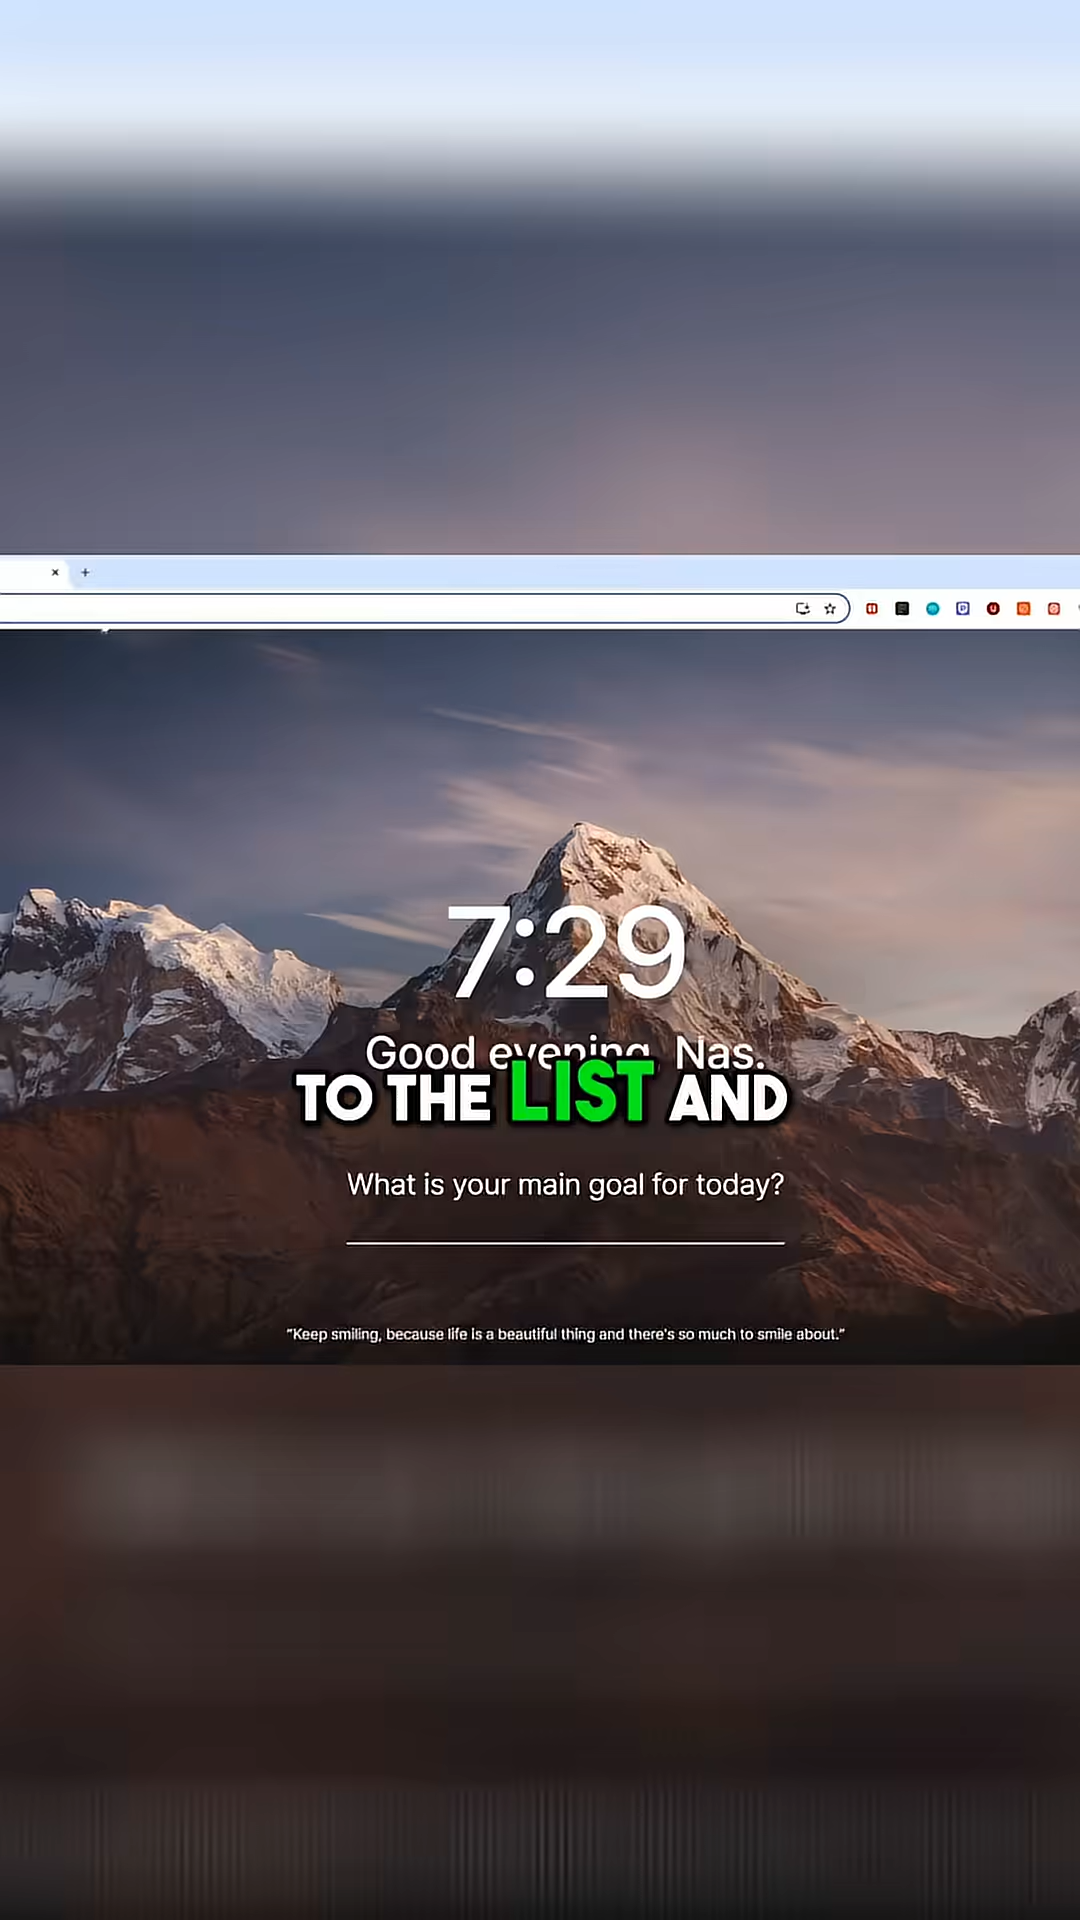 7:29
Good evening, Nas.
TO THE LIST AND
What is your main goal for today?
"Keep smiling, because life is a beautiful thing and there's so much to smile about."